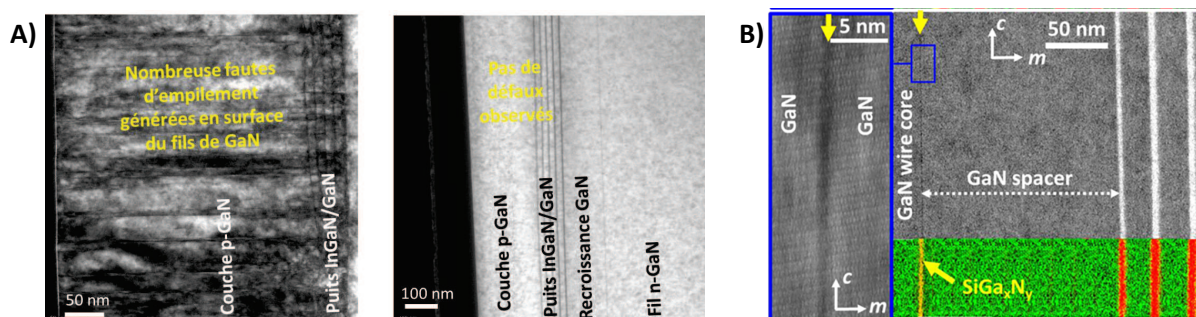 A)
Nombreuse fautes
d'empilement
générées en surface
du fils de GaN
Couche p-GaN
Puits InGaN/GaN
50 nm
Pas de
défaux
observés
Couche p-GaN
Puits InGaN/GaN
Recroissance GaN
Fil n-GaN
100 nm
B)
5 nm
GaN
GaN
c
m
GaN wire core
c
m
50 nm
GaN spacer
SiGaxNy